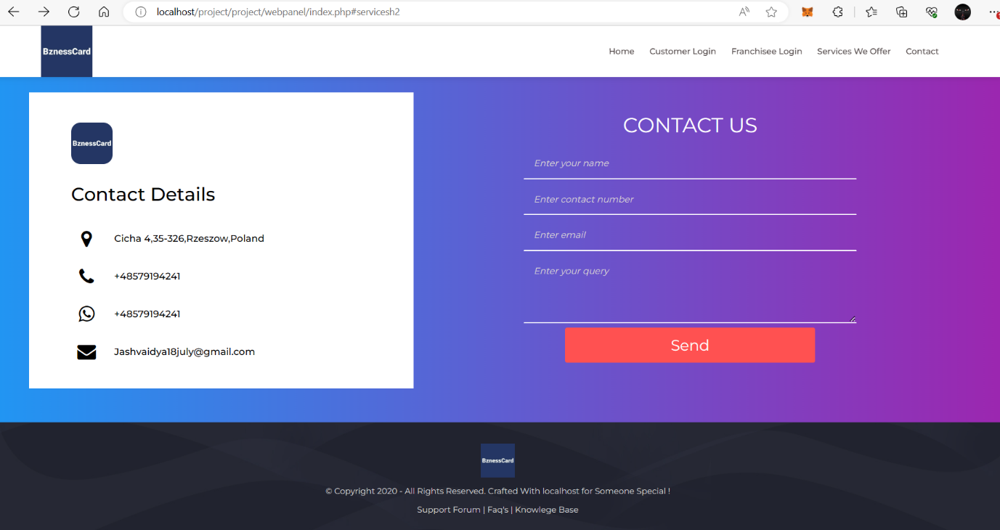 localhost/project/project/webpanel/index.php#servicesh2
BznessCard
Home Customer Login Franchisee Login Services We Offer Contact
BznessCard
Contact Details
Cicha 4,35-326,Rzeszow,Poland
+48579194241
+48579194241
Jashvaidya18july@gmail.com
CONTACT US
Enter your name
Enter contact number
Enter email
Enter your query
Send
BznessCard
© Copyright 2020 - All Rights Reserved. Crafted With localhost for Someone Special !
Support Forum | Faq's | Knowlege Base